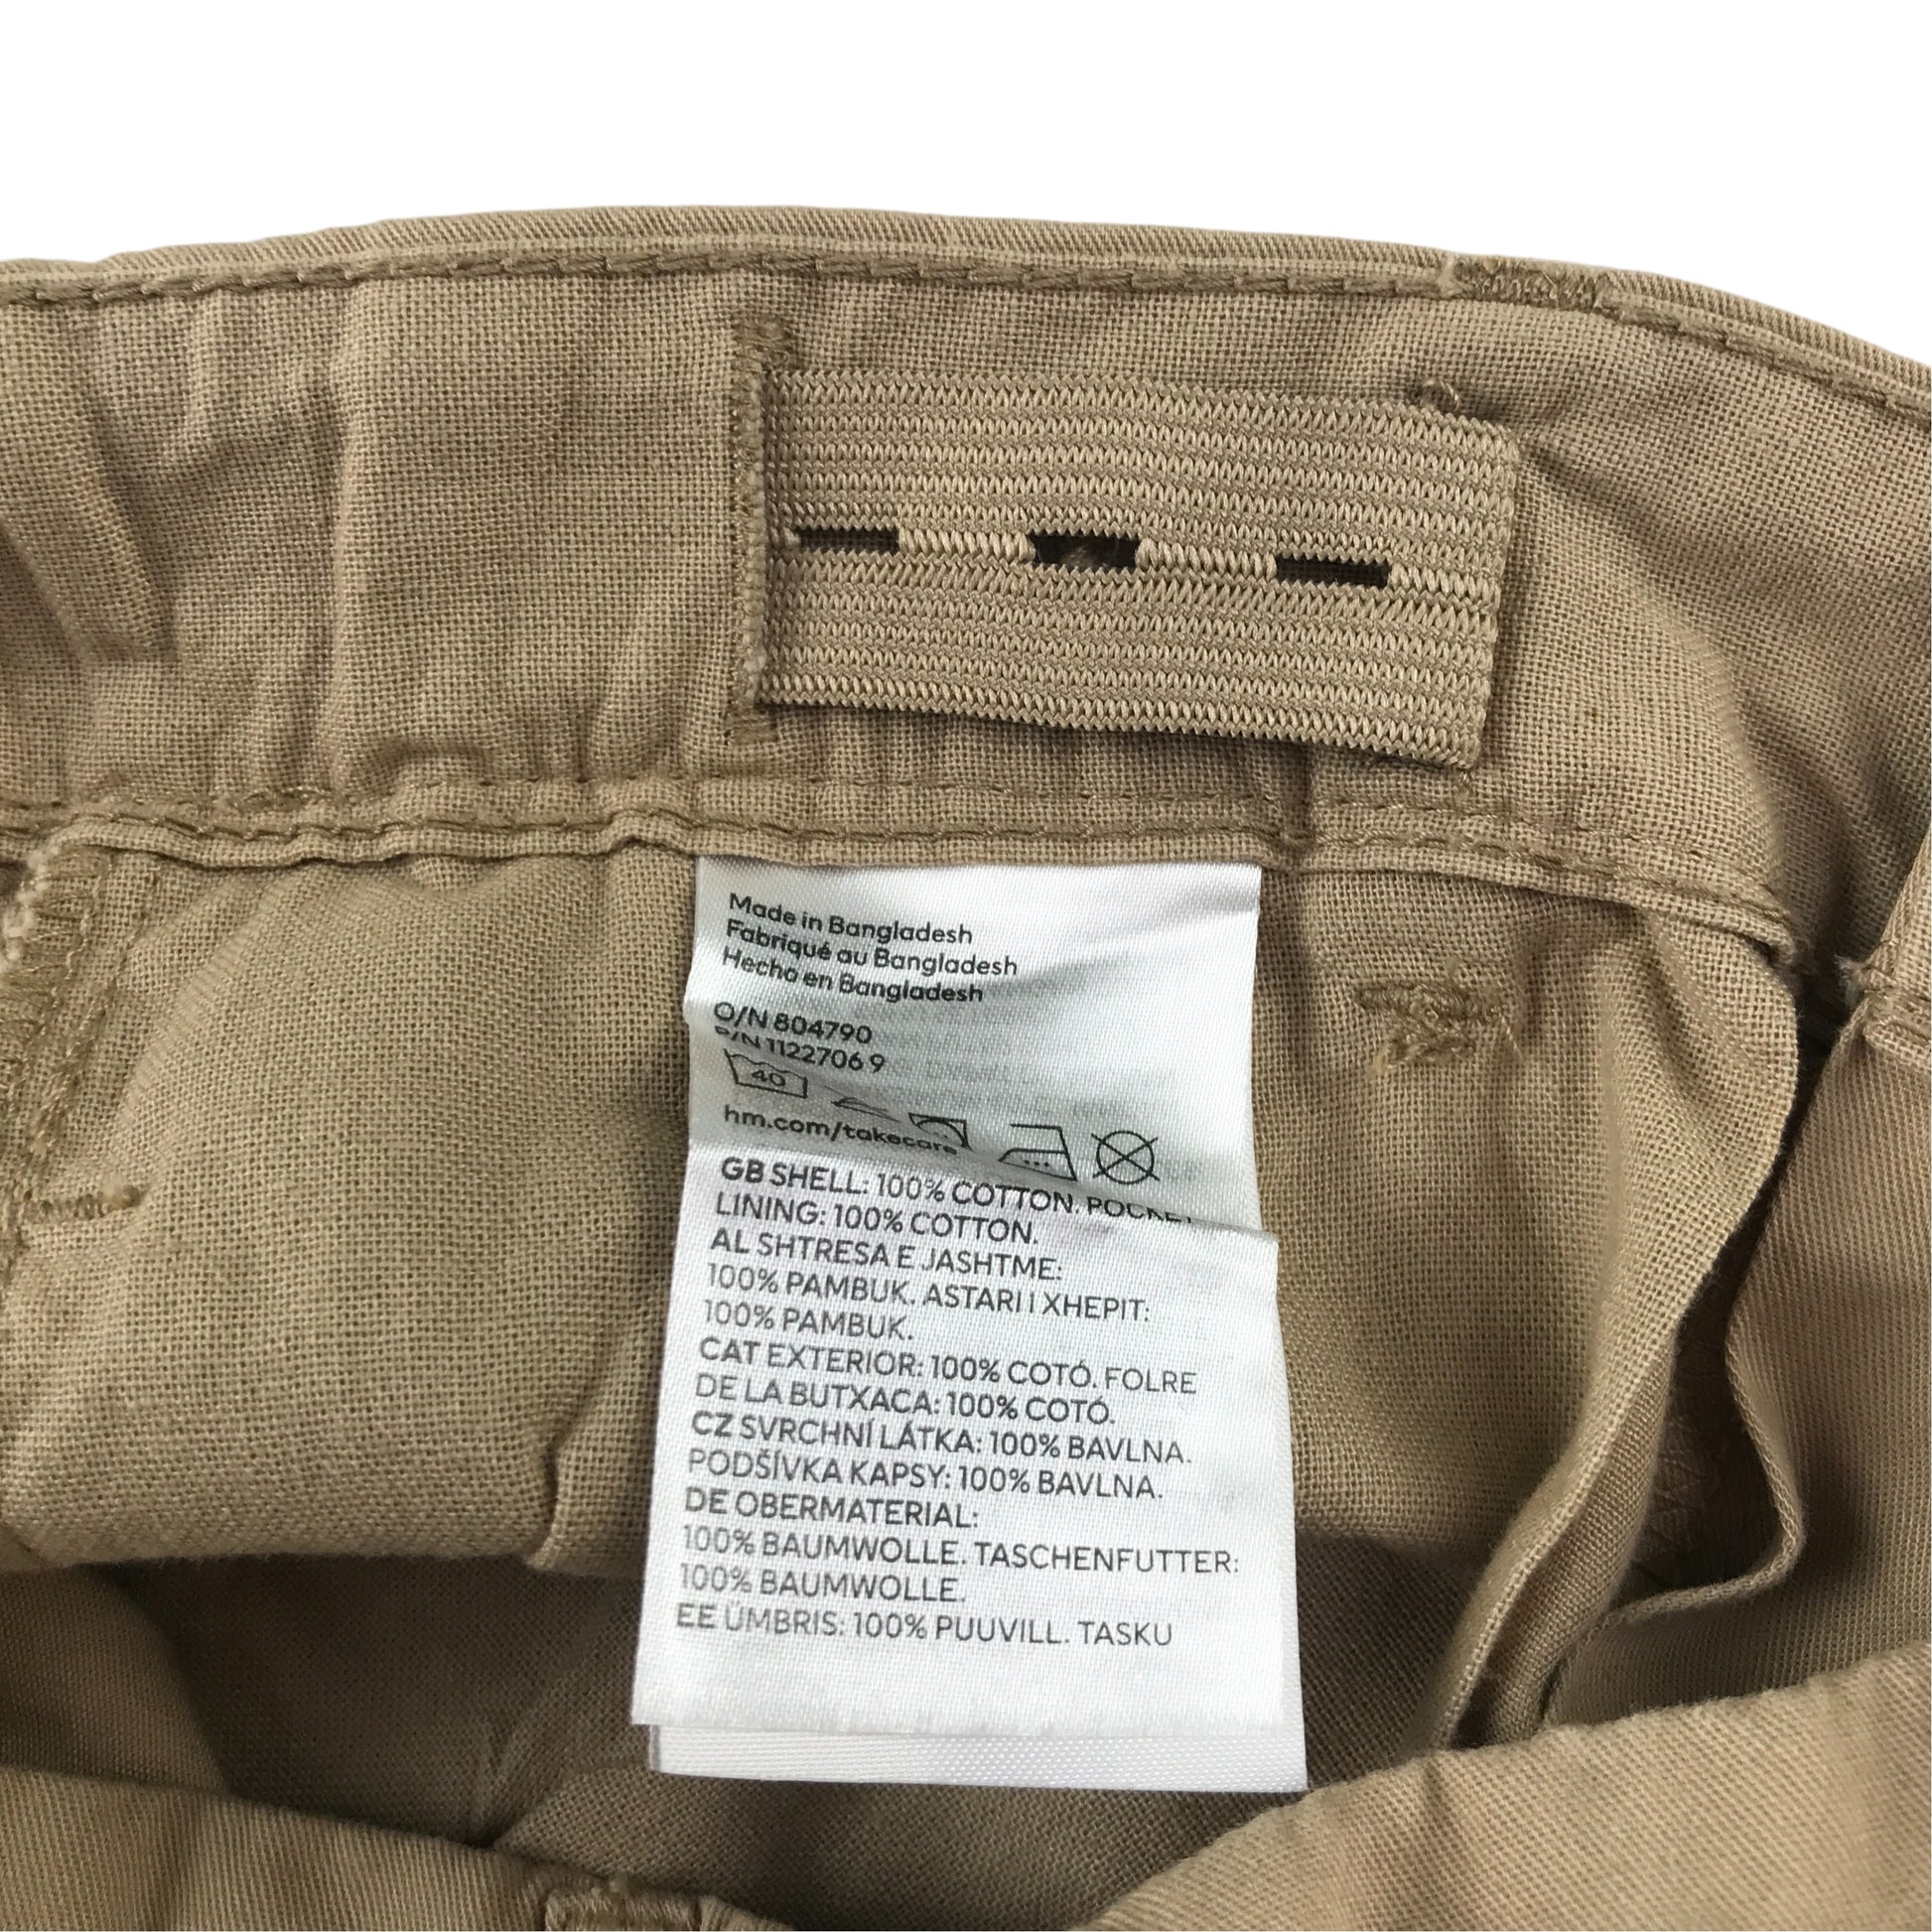 Made in Bangladesh
Fabriqué au Bangladesh
Hecho en Bangladesh
O/N 804790
P/N 1122706 9
40
hm.com/takecare
GB SHELL: 100% COTTON. POCKET
LINING: 100% COTTON.
AL SHTRESA E JASHTME:
100% PAMBUK. ASTARI I XHEPIT:
100% PAMBUK.
CAT EXTERIOR: 100% COTÓ. FOLRE
DE LA BUTXACA: 100% COTÓ.
CZ SVRCHNÍ LÁTKA: 100% BAVLNA.
PODŠÍVKA KAPSY: 100% BAVLNA.
DE OBERMATERIAL:
100% BAUMWOLLE. TASCHENFUTTER:
100% BAUMWOLLE.
EE ÜMBRIS: 100% PUUVILL. TASKU